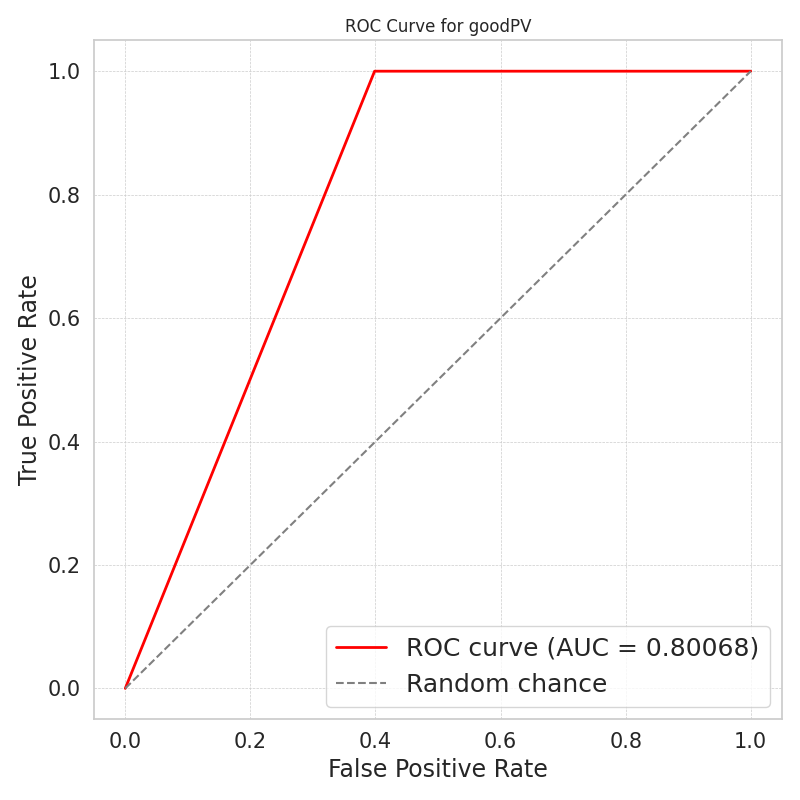 ROC Curve for goodPV
1.0
0.8
0.6
0.4
0.2
0.0
True Positive Rate
ROC curve (AUC = 0.80068)
Random chance
0.0 0.2 0.4 0.6 0.8 1.0
False Positive Rate